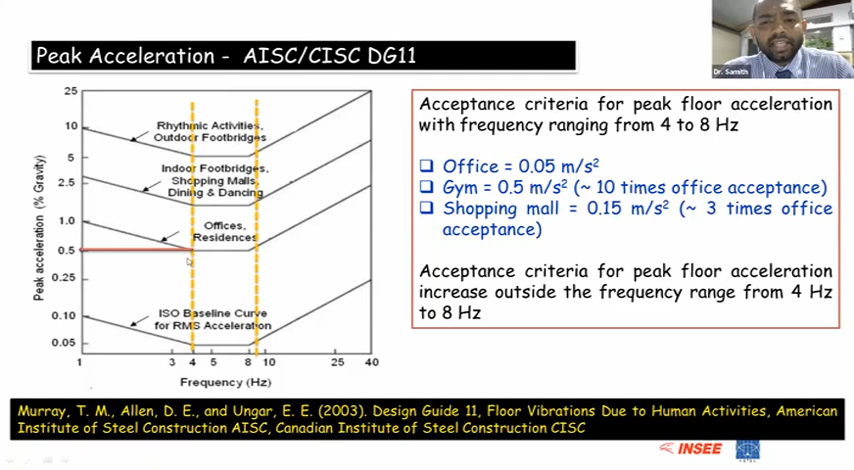 Peak Acceleration - AISC/CISC DG11
Dr. Samith
25
10
5
2.5
1.0
0.5
0.25
0.10
0.05
Peak acceleration (% Gravity)
Rhythmic Activities,
Outdoor Footbridges
Indoor Footbridges,
Shopping Malls,
Dining & Dancing
Offices,
Residences
ISO Baseline Curve
for RMS Acceleration
1 3 4 5 8 10 25 40
Frequency (Hz)
Acceptance criteria for peak floor acceleration
with frequency ranging from 4 to 8 Hz
Office = 0.05 m/s²
Gym = 0.5 m/s² (~ 10 times office acceptance)
Shopping mall = 0.15 m/s² (~ 3 times office
acceptance)
Acceptance criteria for peak floor acceleration
increase outside the frequency range from 4 Hz
to 8 Hz
Murray, T. M., Allen, D. E., and Ungar, E. E. (2003). Design Guide 11, Floor Vibrations Due to Human Activities, American
Institute of Steel Construction AISC, Canadian Institute of Steel Construction CISC
INSEE